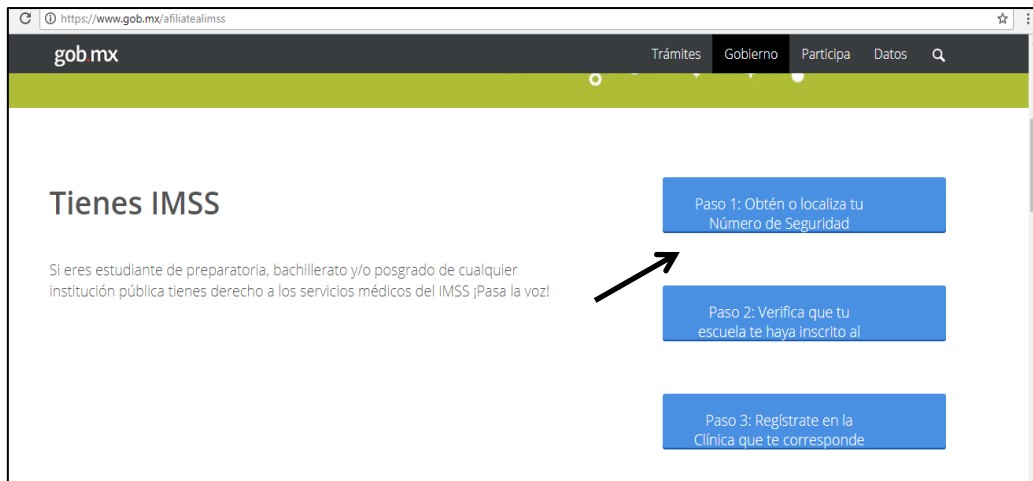 https://www.gob.mx/afiliatealimss
gob.mx
Trámites Gobierno Participa Datos
Tienes IMSS
Si eres estudiante de preparatoria, bachillerato y/o posgrado de cualquier
institución pública tienes derecho a los servicios médicos del IMSS ¡Pasa la voz!
Paso 1: Obtén o localiza tu
Número de Seguridad
Paso 2: Verifica que tu
escuela te haya inscrito al
Paso 3: Regístrate en la
Clínica que te corresponde